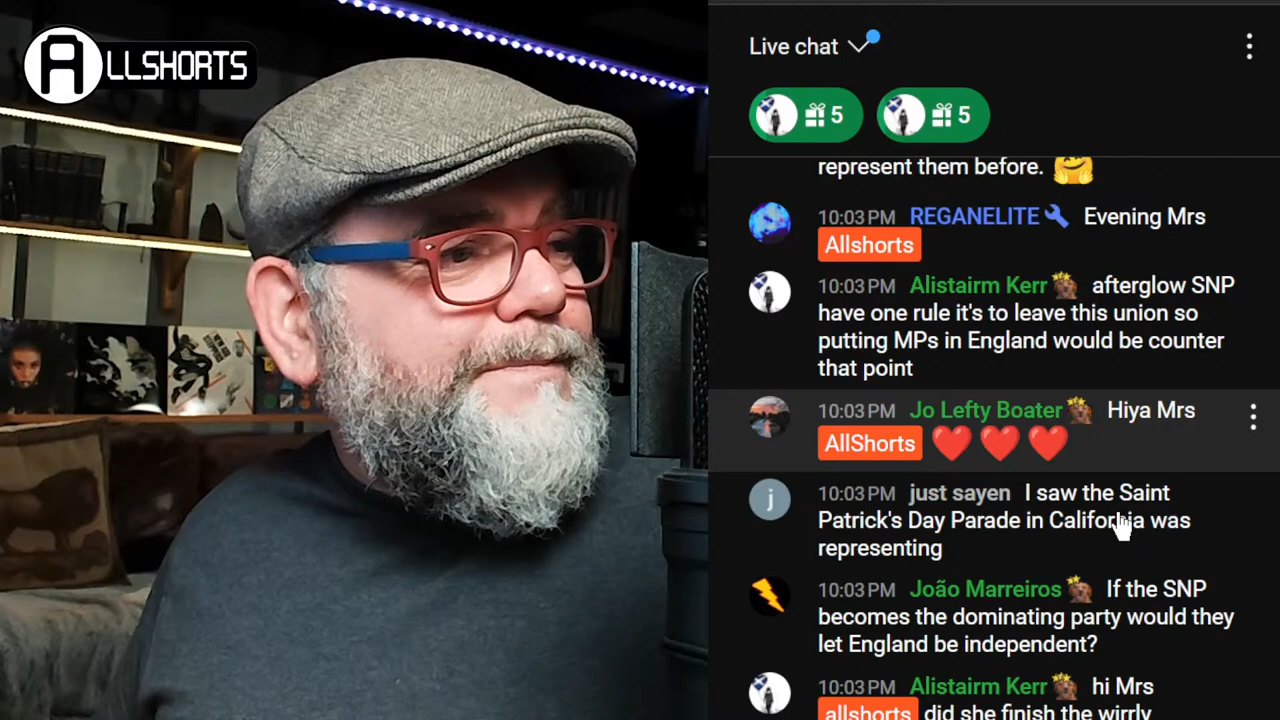 ALLSHORTS
Live chat
5 5
represent them before.
10:03 PM REGANELITE Evening Mrs
Allshorts
10:03 PM Alistairm Kerr afterglow SNP
have one rule it's to leave this union so
putting MPs in England would be counter
that point
10:03 PM Jo Lefty Boater Hiya Mrs
AllShorts
j
10:03 PM just sayen I saw the Saint
Patrick's Day Parade in California was
representing
10:03 PM João Marreiros If the SNP
becomes the dominating party would they
let England be independent?
10:03 PM Alistairm Kerr hi Mrs
allshorts did she finish the wirrly